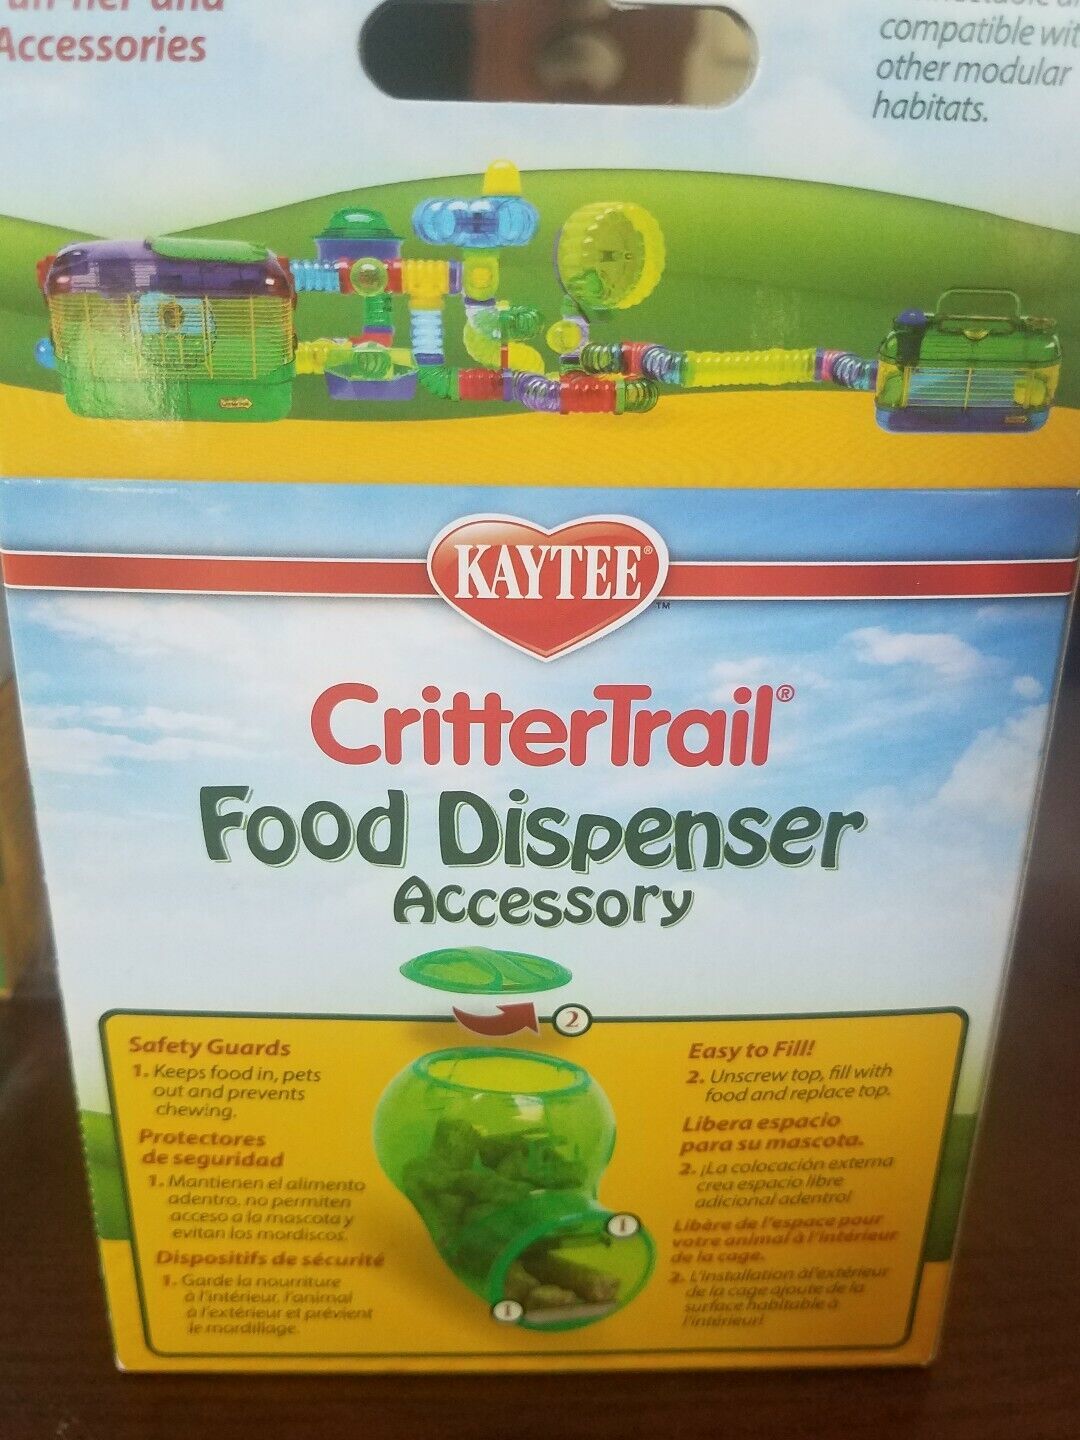 Accessories
compatible
other modular
habitats.
KAYTEE®
TM
CritterTrail®
Food Dispenser
Accessory
2
Safety Guards
1. Keeps food in, pets
out and prevents
chewing.
Protectores
de seguridad
1. Mantienen el alimento
adentro, no permiten
acceso a la mascota y
evitan los mordiscos.
Dispositifs de sécurité
1. Garde la nourriture
à l'intérieur, l'animal
à l'extérieur et prévient
le mordillage.
1
1
Easy to Fill!
2. Unscrew top, fill with
food and replace top.
Libera espacio
para su mascota.
2. ¡La colocación externa
crea espacio libre
adicional adentro!
Libère de l'espace pour
votre animal à l'intérieur
de la cage.
2. L'installation à l'extérieur
de la cage ajoute de la
surface habitable à
l'intérieur!